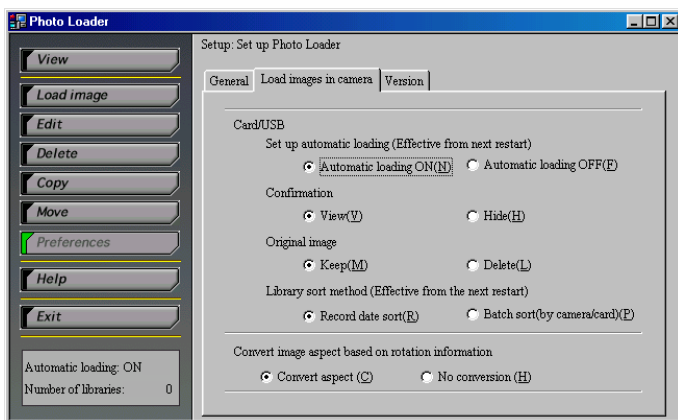 Photo Loader
View
Load image
Edit
Delete
Copy
Move
Preferences
Help
Exit
Automatic loading: ON
Number of libraries: 0
Setup: Set up Photo Loader
General Load images in camera Version
Card/USB
Set up automatic loading (Effective from next restart)
Automatic loading ON(N) Automatic loading OFF(F)
Confirmation
View(V) Hide(H)
Original image
Keep(M) Delete(L)
Library sort method (Effective from the next restart)
Record date sort(R) Batch sort(by camera/card)(P)
Convert image aspect based on rotation information
Convert aspect (C) No conversion (H)